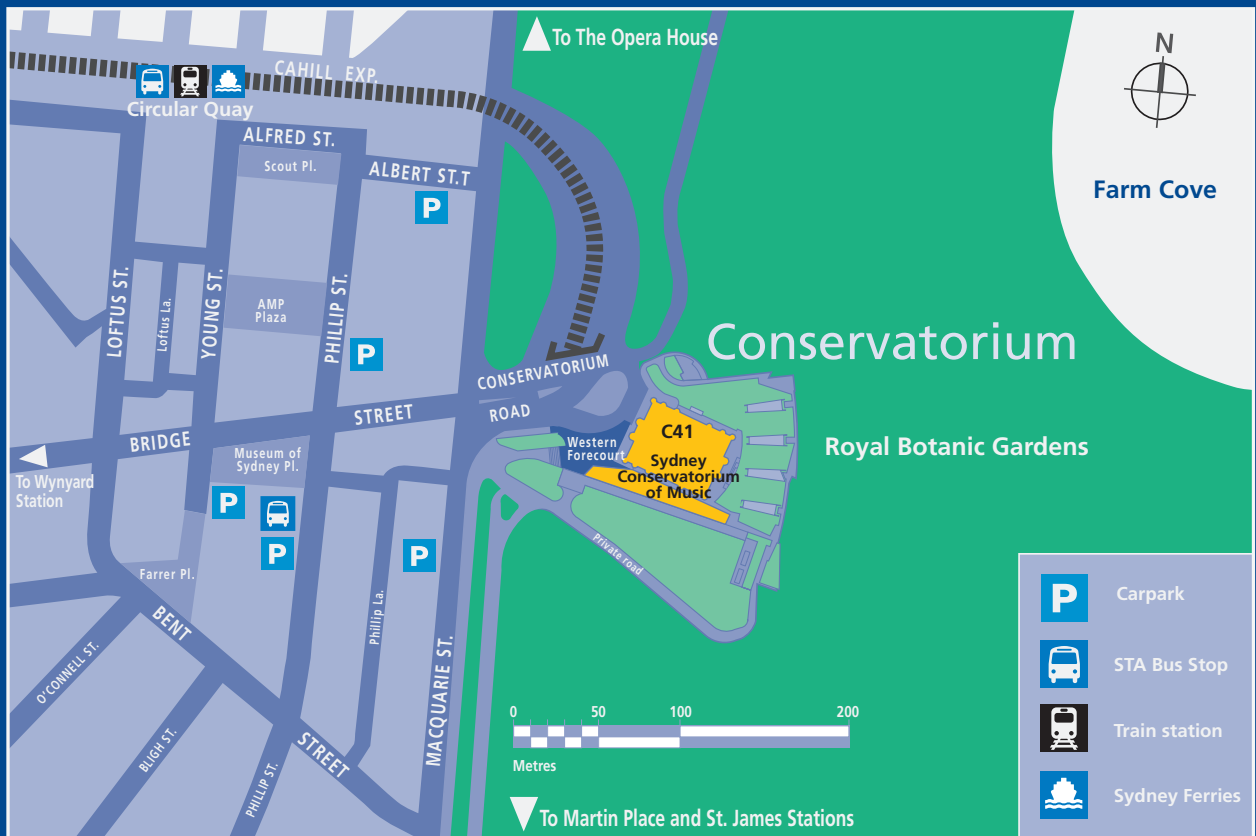 To The Opera House
N
CAHILL EXP.
Circular Quay
ALFRED ST.
Scout Pl.
ALBERT ST.T
P
Farm Cove
LOFTUS ST.
Loftus La.
YOUNG ST.
AMP
Plaza
PHILLIP ST.
P
Conservatorium
CONSERVATORIUM
ROAD
BRIDGE
STREET
To Wynyard
Station
Museum of
Sydney Pl.
Western
Forecourt
C41
Sydney
Conservatorium
of Music
Royal Botanic Gardens
P
P
P
Private road
Farrer Pl.
BENT
STREET
Phillip La.
MACQUARIE ST.
O'CONNELL ST.
BLIGH ST.
PHILLIP ST.
0 50 100 200
Metres
To Martin Place and St. James Stations
P Carpark
STA Bus Stop
Train station
Sydney Ferries